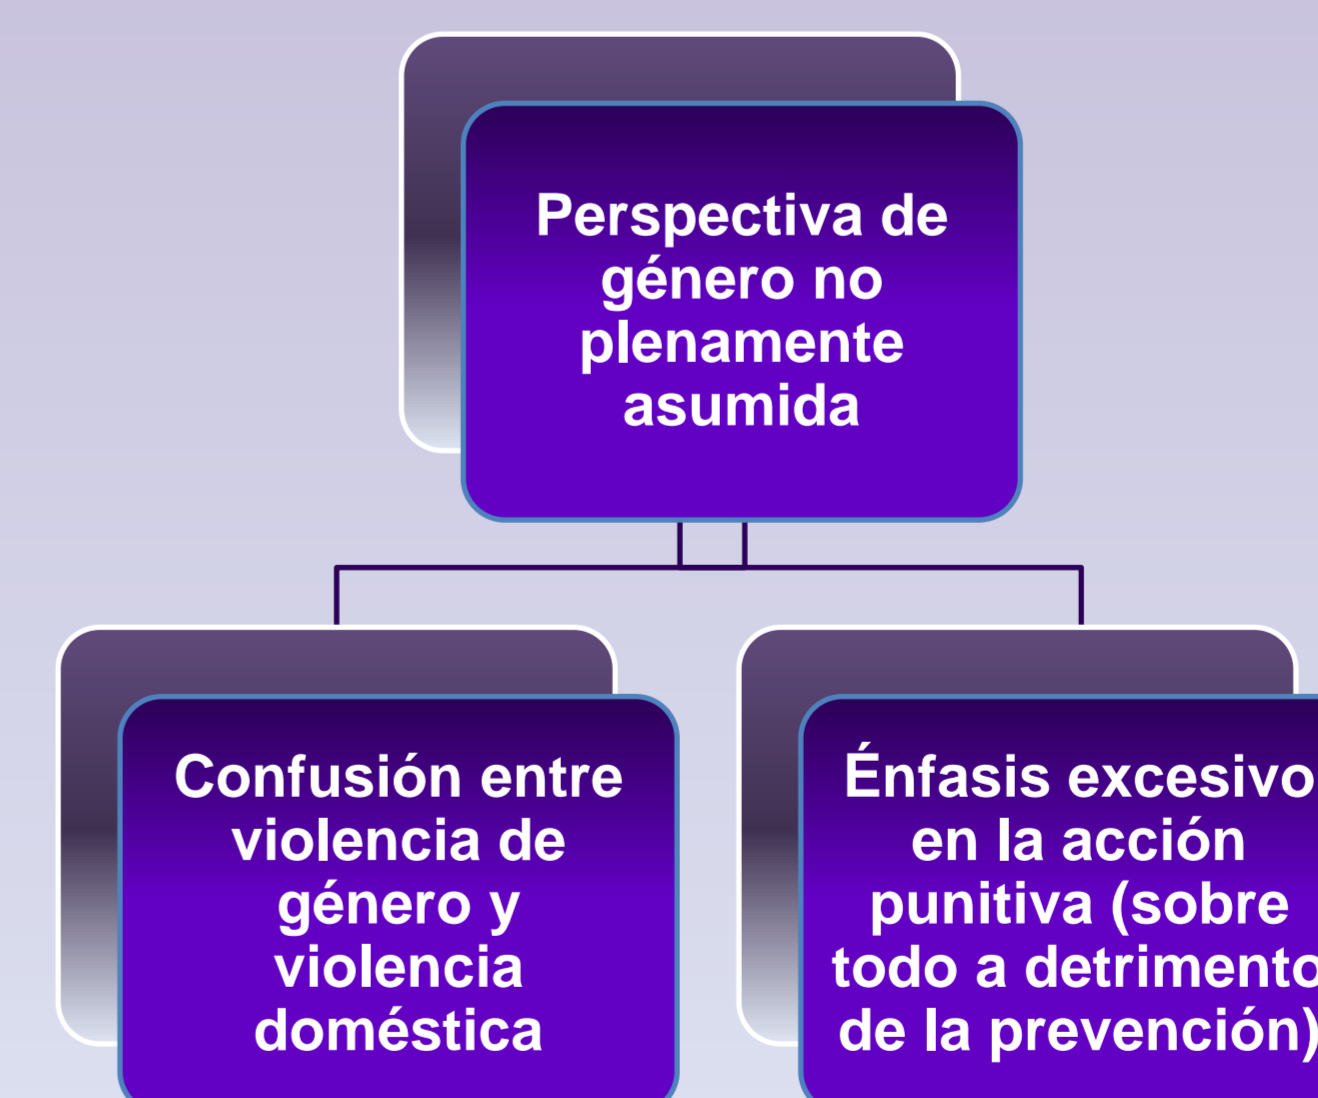 Perspectiva de
género no
plenamente
asumida
Confusión entre
violencia de
género y
violencia
doméstica
Énfasis excesivo
en la acción
punitiva (sobre
todo a detrimento
de la prevención)